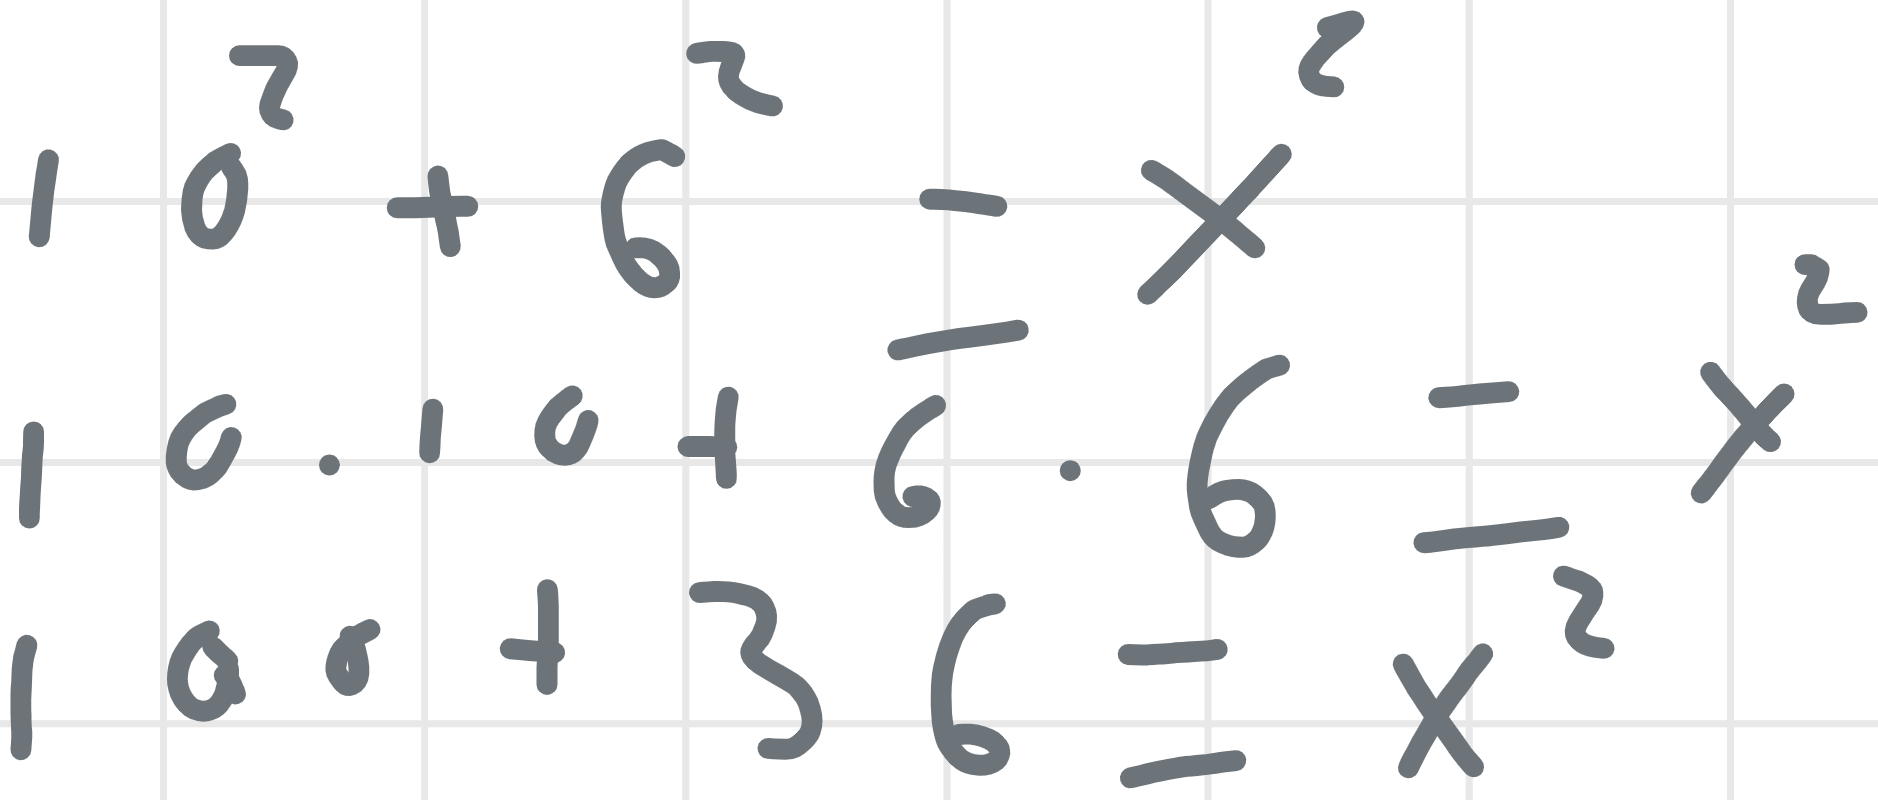 10² + 6² = x²
10 . 10 + 6 . 6 = x²
100 + 36 = x²